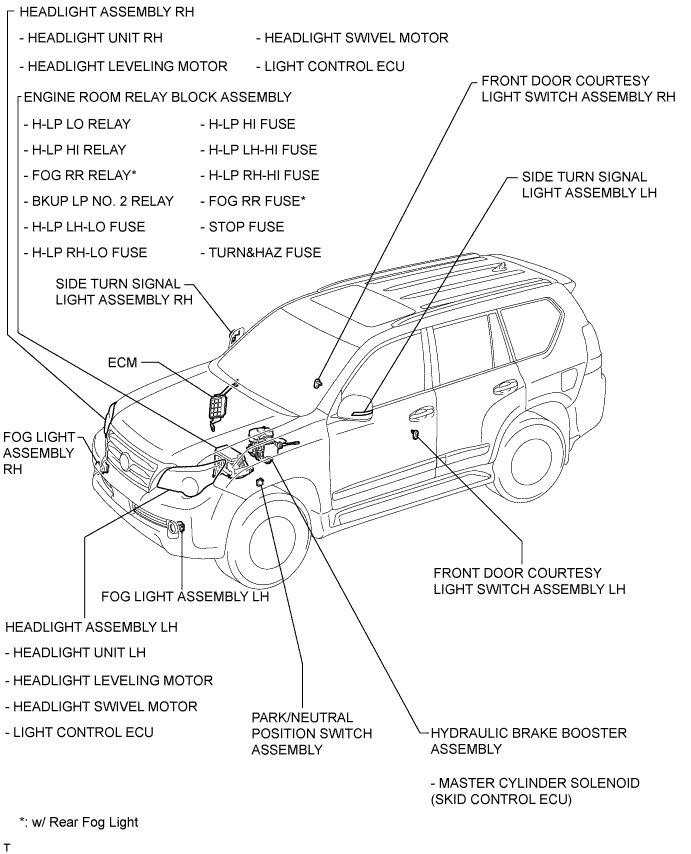 HEADLIGHT ASSEMBLY RH
- HEADLIGHT UNIT RH
- HEADLIGHT SWIVEL MOTOR
- HEADLIGHT LEVELING MOTOR
- LIGHT CONTROL ECU
ENGINE ROOM RELAY BLOCK ASSEMBLY
- H-LP LO RELAY
- H-LP HI FUSE
- H-LP HI RELAY
- H-LP LH-HI FUSE
- FOG RR RELAY*
- H-LP RH-HI FUSE
- BKUP LP NO. 2 RELAY
- FOG RR FUSE*
- H-LP LH-LO FUSE
- STOP FUSE
- H-LP RH-LO FUSE
- TURN&HAZ FUSE
FRONT DOOR COURTESY
LIGHT SWITCH ASSEMBLY RH
SIDE TURN SIGNAL
LIGHT ASSEMBLY LH
SIDE TURN SIGNAL
LIGHT ASSEMBLY RH
ECM
FOG LIGHT
ASSEMBLY
RH
FOG LIGHT ASSEMBLY LH
FRONT DOOR COURTESY
LIGHT SWITCH ASSEMBLY LH
HEADLIGHT ASSEMBLY LH
- HEADLIGHT UNIT LH
- HEADLIGHT LEVELING MOTOR
- HEADLIGHT SWIVEL MOTOR
- LIGHT CONTROL ECU
PARK/NEUTRAL
POSITION SWITCH
ASSEMBLY
HYDRAULIC BRAKE BOOSTER
ASSEMBLY
- MASTER CYLINDER SOLENOID
(SKID CONTROL ECU)
*: w/ Rear Fog Light
T